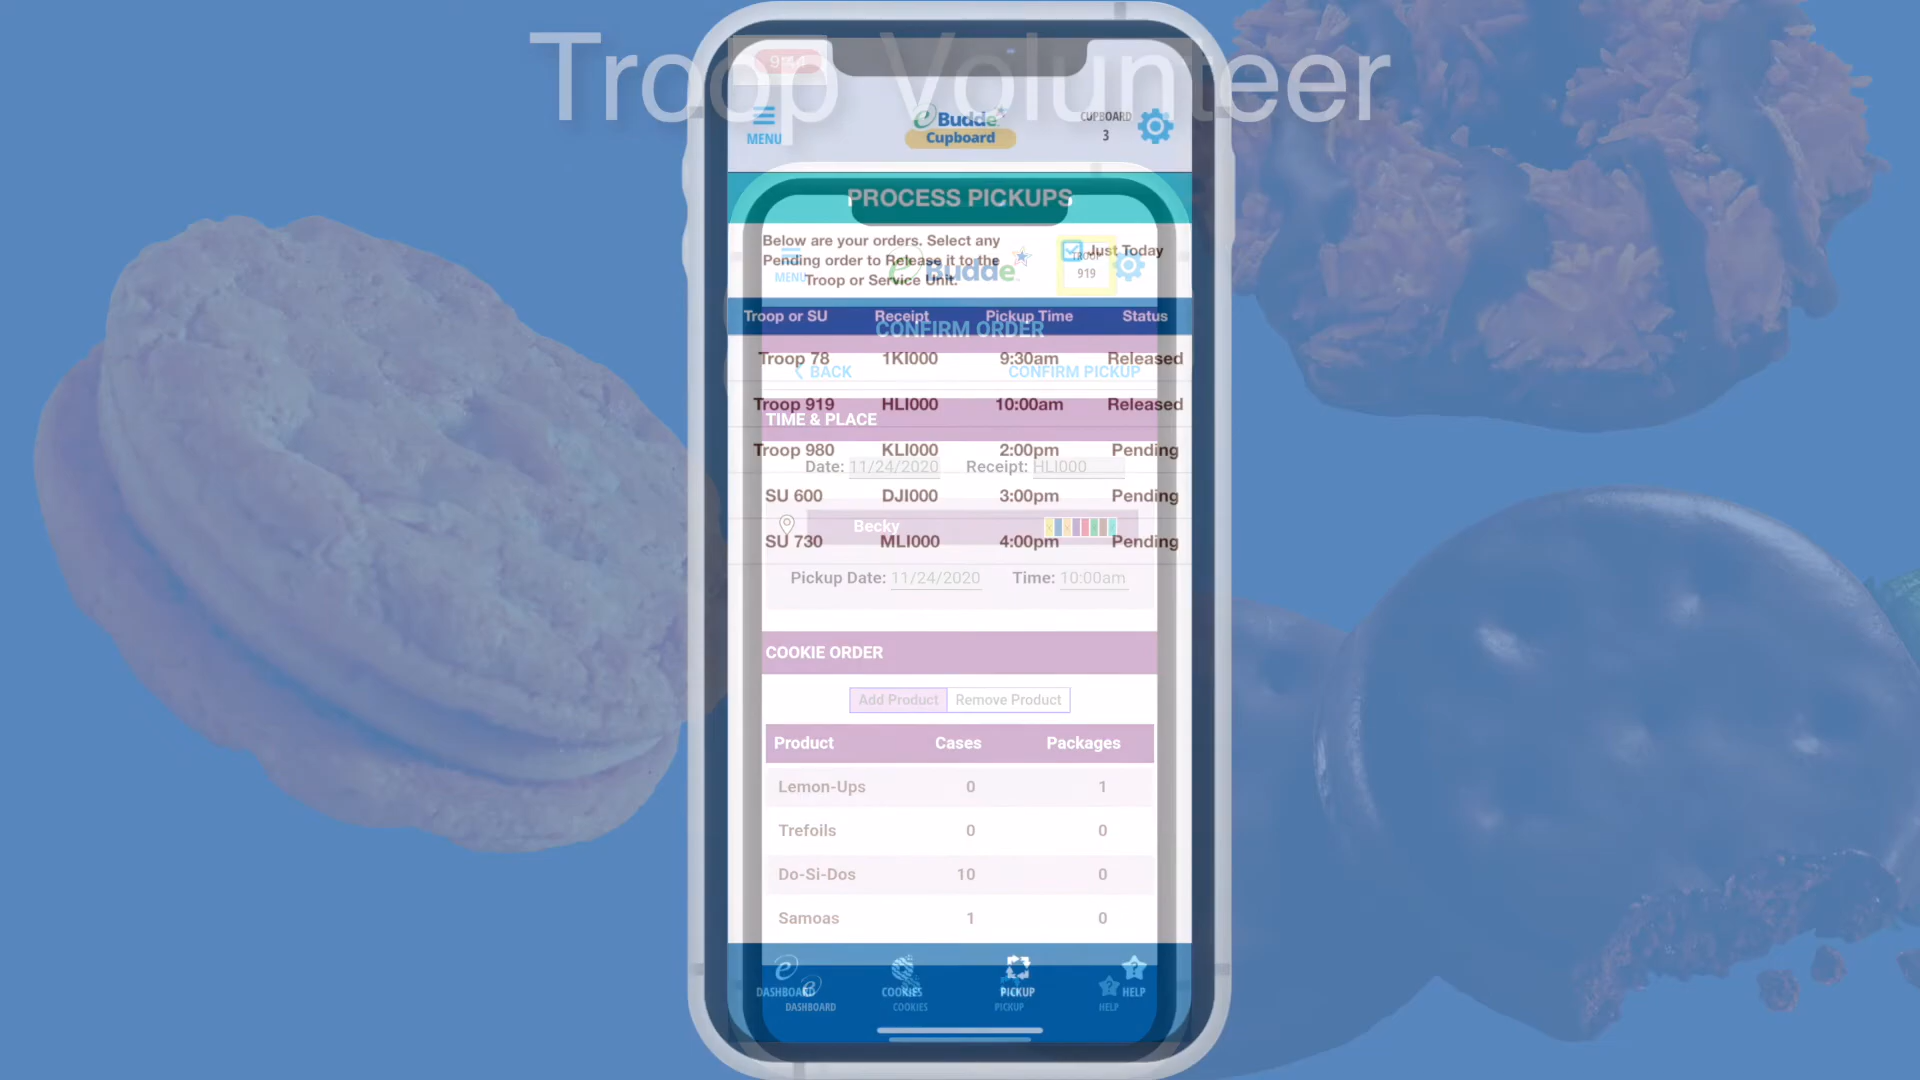 Troop Volunteer
9:41
MENU
eBudde
Cupboard
CUPBOARD
3
PROCESS PICKUPS
Below are your orders. Select any
Pending order to Release it to the
Troop or Service Unit.
Just Today
MENU
eBudde
TROOP
919
Troop or SU Receipt Pickup Time Status
CONFIRM ORDER
Troop 78 1KI000 9:30am Released
BACK CONFIRM PICKUP
Troop 919 HLI000 10:00am Released
TIME & PLACE
Troop 980 KLI000 2:00pm Pending
Date: 11/24/2020 Receipt: HLI000
SU 600 DJI000 3:00pm Pending
Becky
SU 730 MLI000 4:00pm Pending
Pickup Date: 11/24/2020 Time: 10:00am
COOKIE ORDER
Add Product Remove Product
Product Cases Packages
Lemon-Ups 0 1
Trefoils 0 0
Do-Si-Dos 10 0
Samoas 1 0
DASHBOARD COOKIES PICKUP HELP
DASHBOARD COOKIES PICKUP HELP